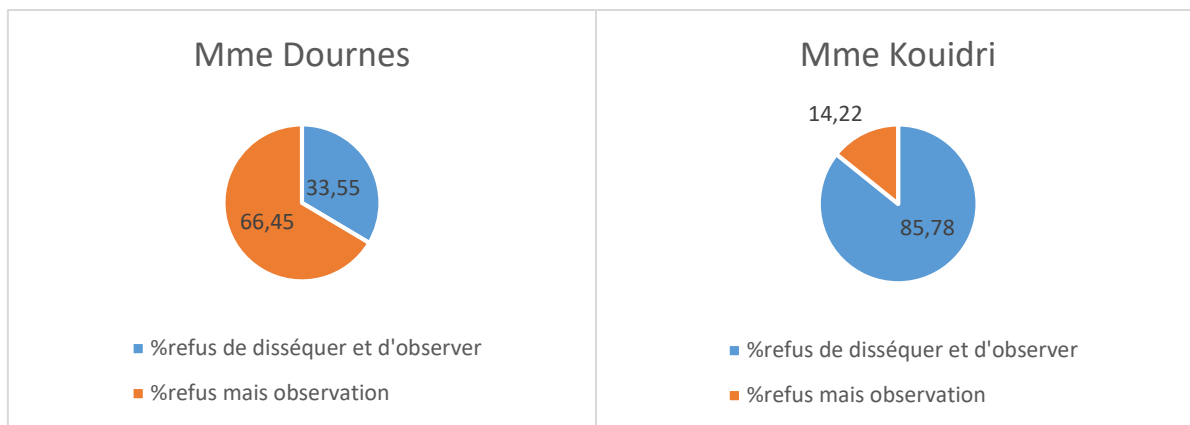 Mme Dournes
33,55
66,45
%refus de disséquer et d'observer
%refus mais observation
Mme Kouidri
14,22
85,78
%refus de disséquer et d'observer
%refus mais observation